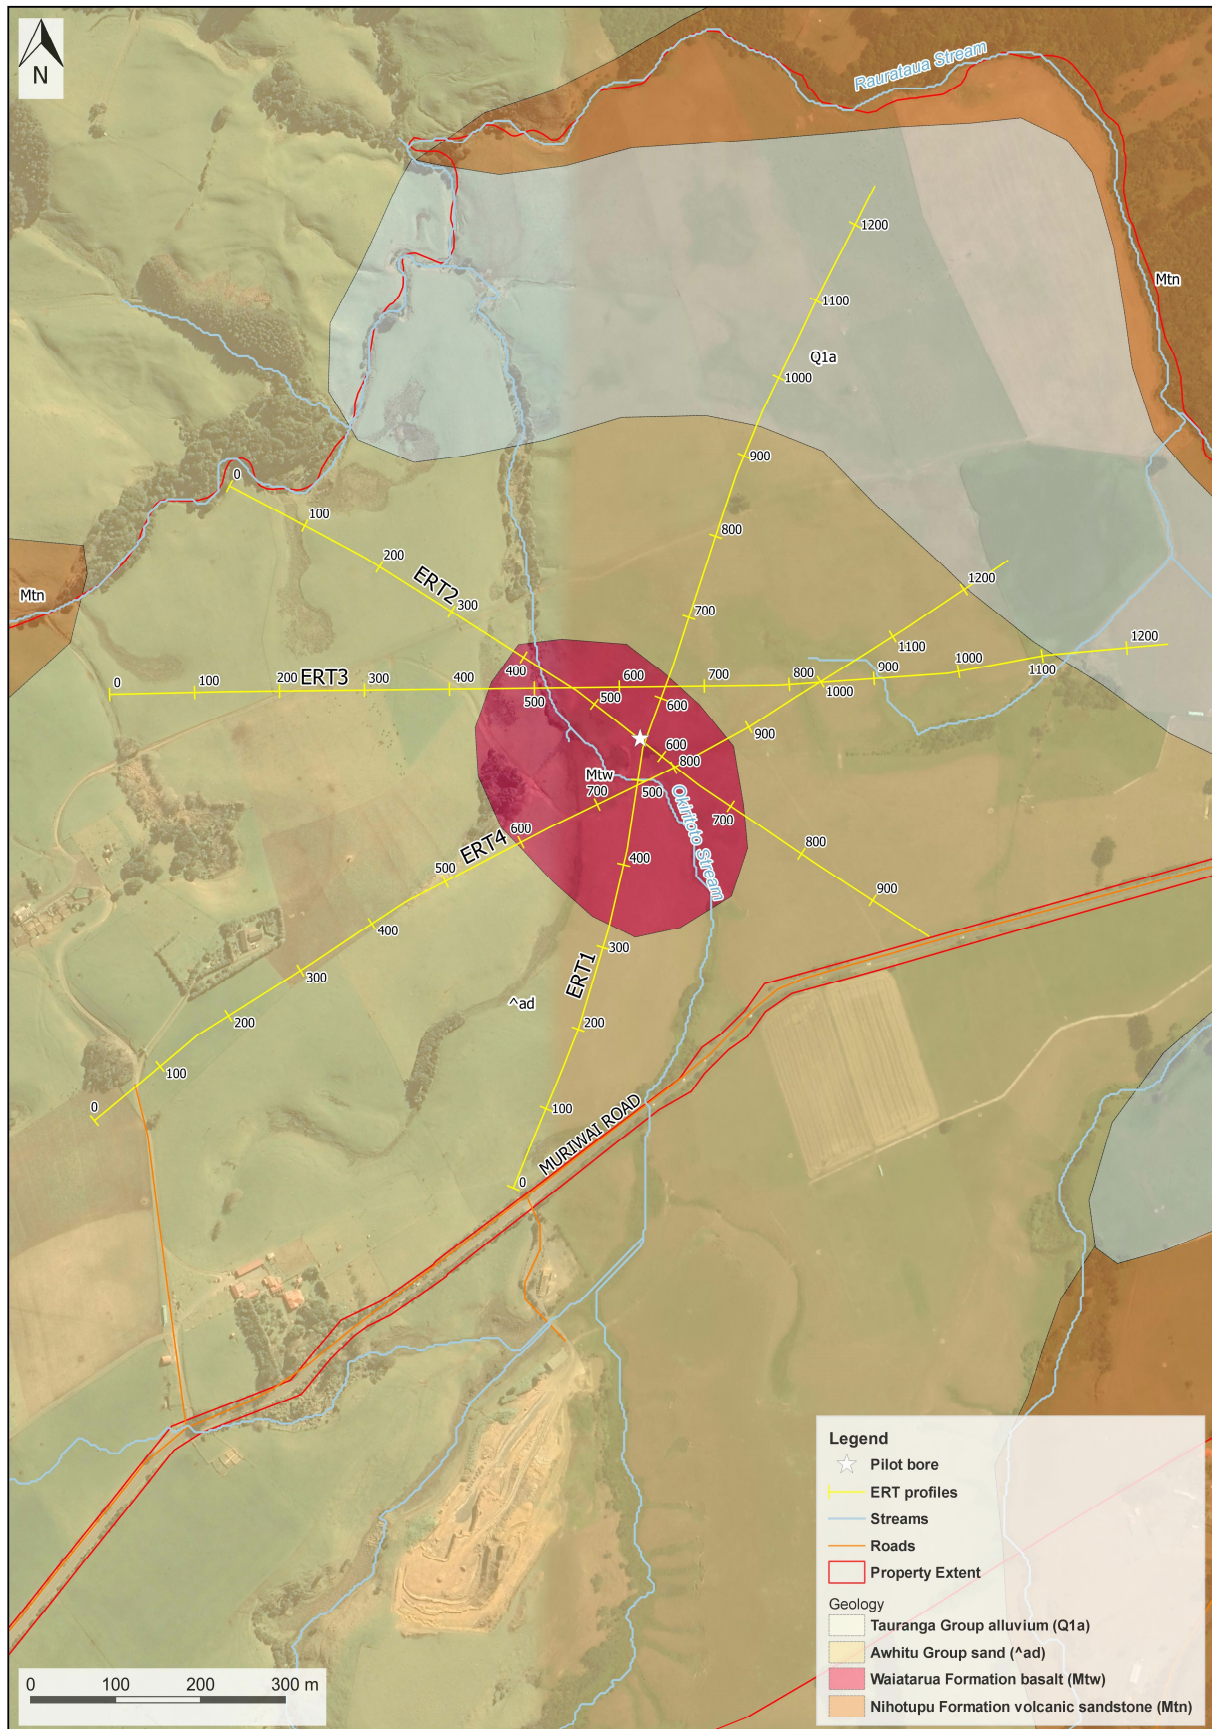 N
Raurataua Stream
1200
Mtn
1100
Q1a
1000
900
0
100
800
200
ERT2
1200
Mtn
300
700
1100
1200
400
0
100
200
ERT3
300
400
500
600
700
800
900
1000
1100
500
600
1000
900
600
800
Mtw
700
500
Okiritoto Stream
700
600
ERT4
400
800
500
900
400
300
ERT1
300
^ad
200
200
100
100
0
MURIWAI ROAD
0
Legend
Pilot bore
ERT profiles
Streams
Roads
Property Extent
Geology
Tauranga Group alluvium (Q1a)
Awhitu Group sand (^ad)
Waiatarua Formation basalt (Mtw)
Nihotupu Formation volcanic sandstone (Mtn)
0 100 200 300 m